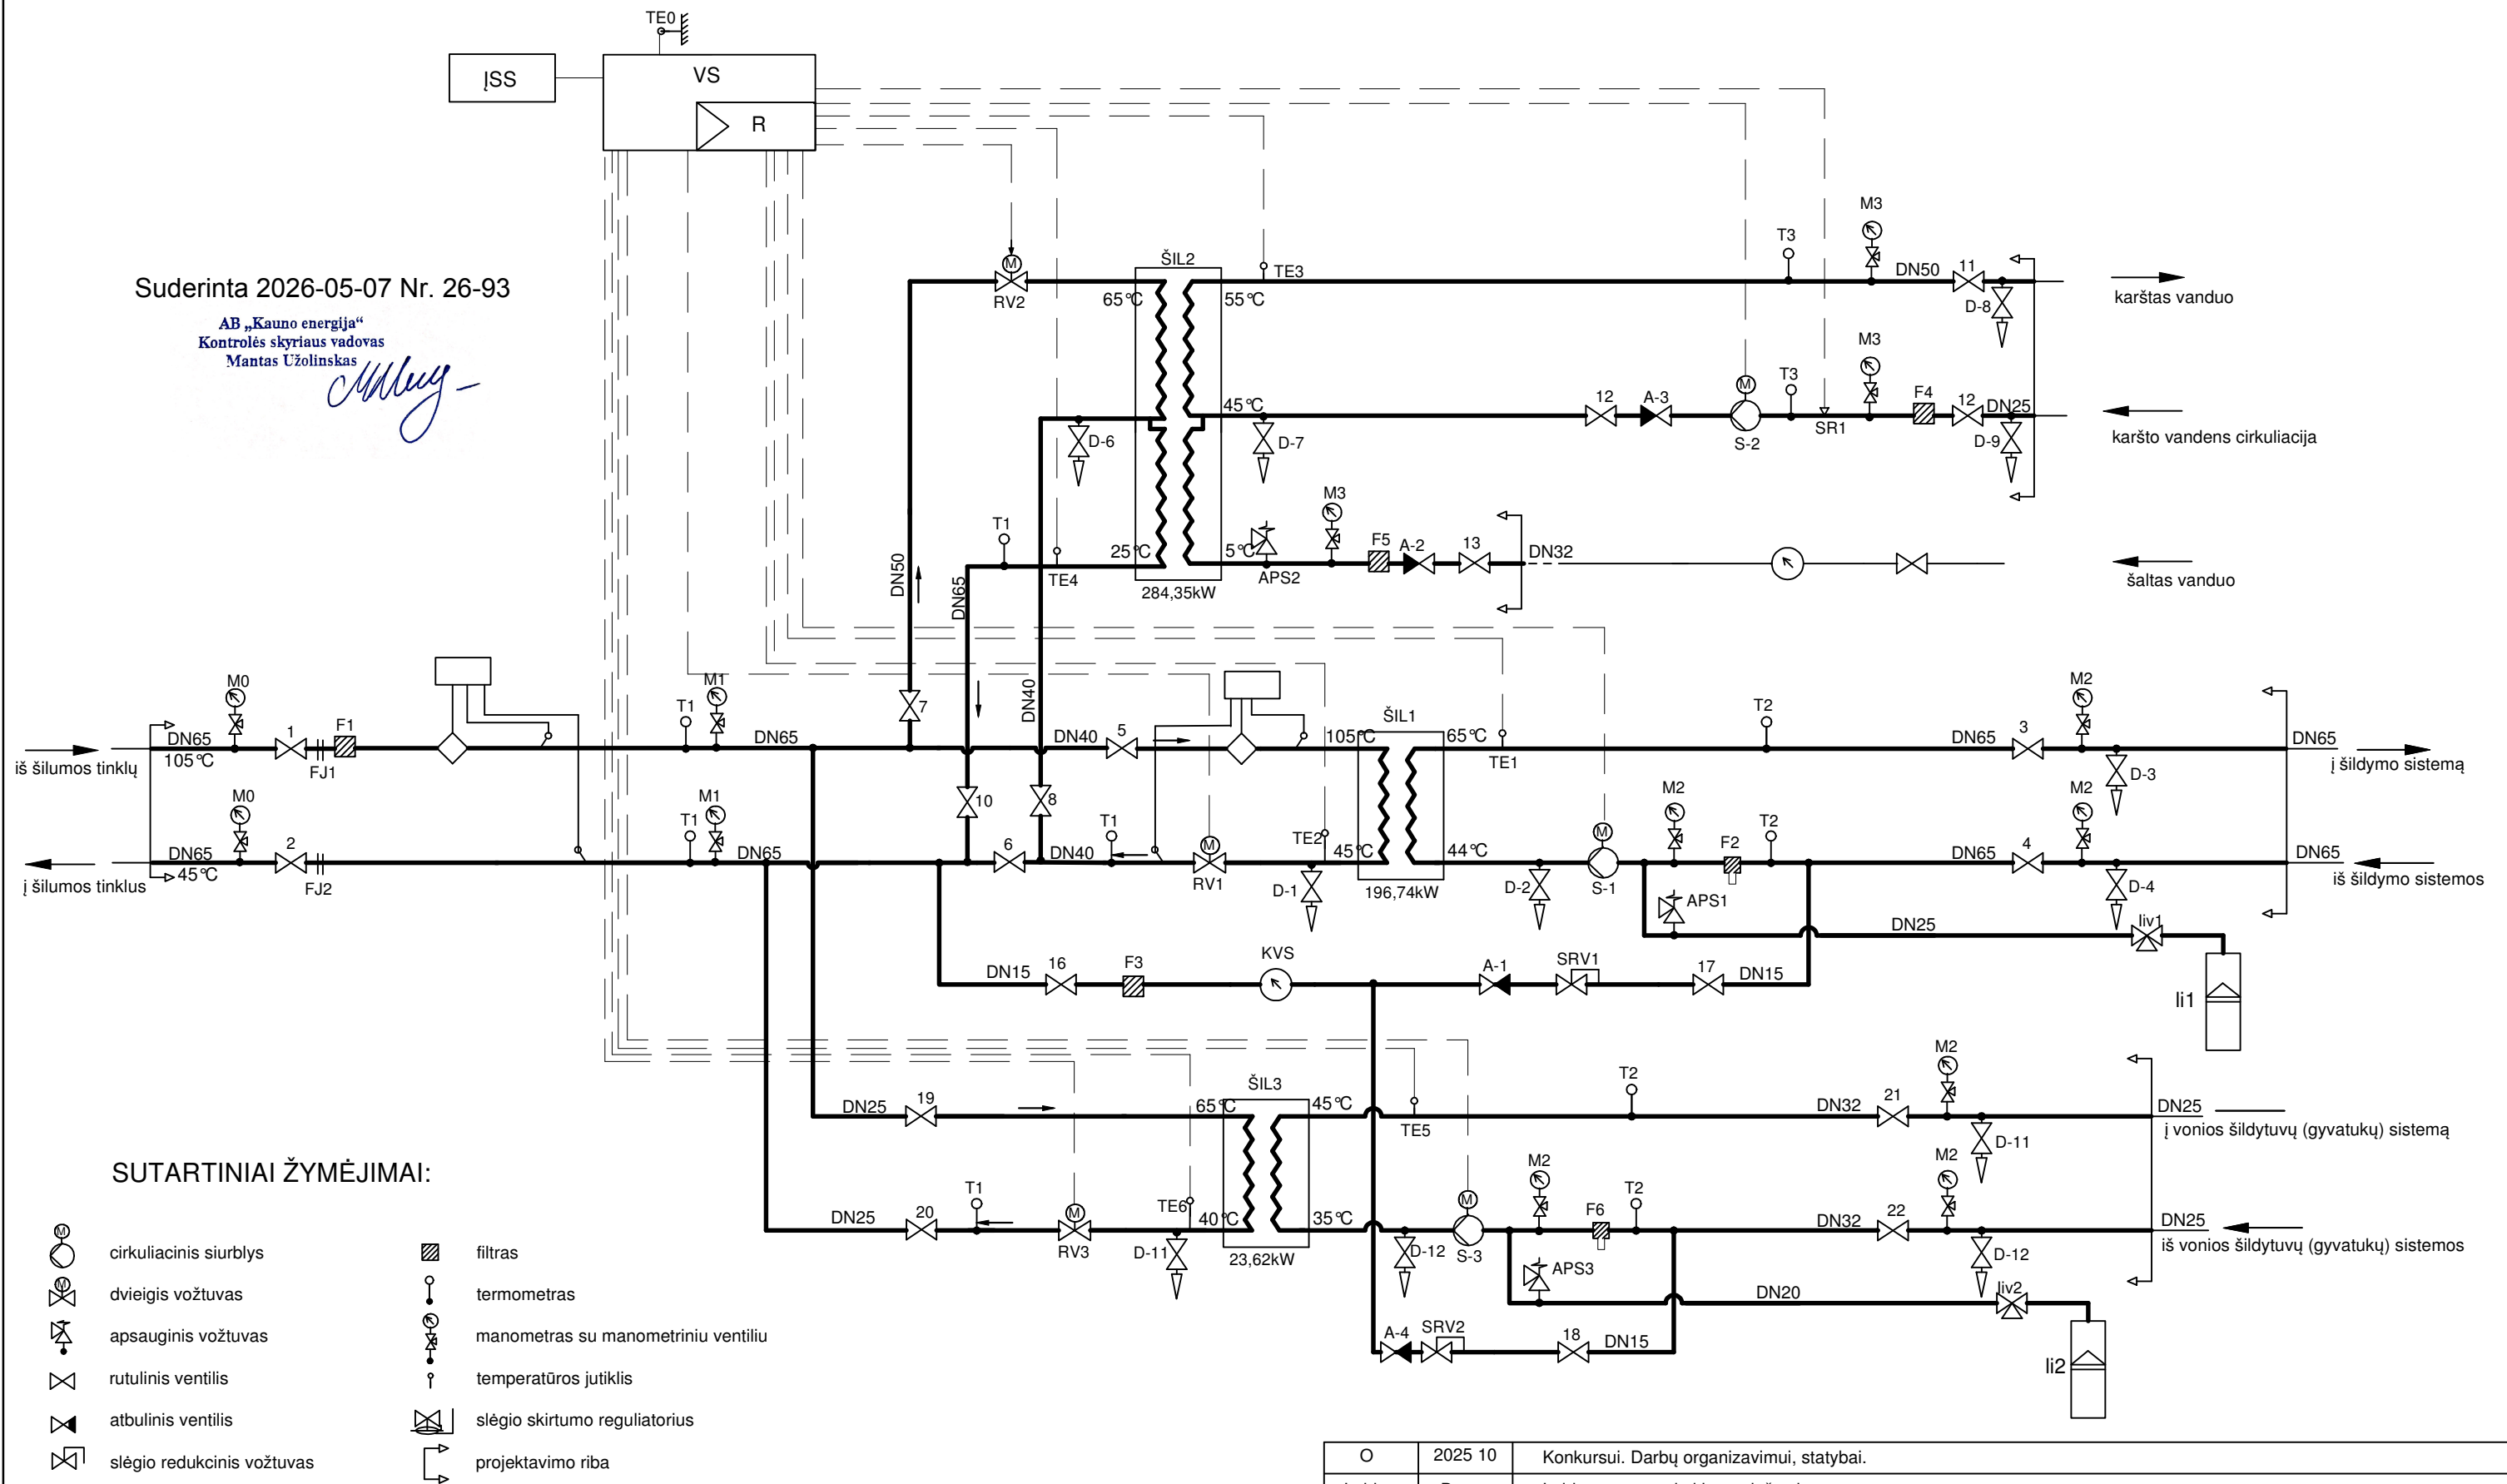 TE0
ĮSS
VS
R
Suderinta 2026-05-07 Nr. 26-93
AB „Kauno energija“
Kontrolės skyriaus vadovas
Mantas Užolinskas
RV2
ŠIL2
65°C
55°C
TE3
T3
M3
DN50
11
D-8
karštas vanduo
45°C
D-6
D-7
12
A-3
S-2
T3
SR1
M3
F4
12
DN25
D-9
karšto vandens cirkuliacija
T1
TE4
25°C
5°C
APS2
M3
F5
A-2
13
DN32
šaltas vanduo
284,35kW
DN50
DN65
DN40
M0
1
F1
DN65
105°C
FJ1
iš šilumos tinklų
T1
M1
DN65
7
DN40
5
ŠIL1
105°C
65°C
TE1
T2
DN65
3
M2
D-3
DN65
į šildymo sistemą
M0
2
DN65
45°C
FJ2
į šilumos tinklus
T1
M1
DN65
10
8
6
DN40
T1
RV1
TE2
D-1
45°C
44°C
196,74kW
D-2
S-1
M2
F2
T2
DN65
4
M2
D-4
DN65
iš šildymo sistemos
APS1
DN25
Iiv1
Ii1
DN15
16
F3
KVS
A-1
SRV1
17
DN15
DN25
19
ŠIL3
65°C
45°C
TE5
T2
DN32
21
M2
D-11
DN25
į vonios šildytuvų (gyvatukų) sistemą
DN25
20
T1
RV3
TE6
D-11
40°C
35°C
23,62kW
D-12
S-3
M2
F6
T2
DN32
22
M2
D-12
DN25
iš vonios šildytuvų (gyvatukų) sistemos
APS3
DN20
Iiv2
Ii2
A-4
SRV2
18
DN15
SUTARTINIAI ŽYMĖJIMAI:
cirkuliacinis siurblys
dvieigis vožtuvas
apsauginis vožtuvas
rutulinis ventilis
atbulinis ventilis
slėgio redukcinis vožtuvas
filtras
termometras
manometras su manometriniu ventiliu
temperatūros jutiklis
slėgio skirtumo reguliatorius
projektavimo riba
O 2025 10 Konkursui. Darbų organizavimui, statybai.